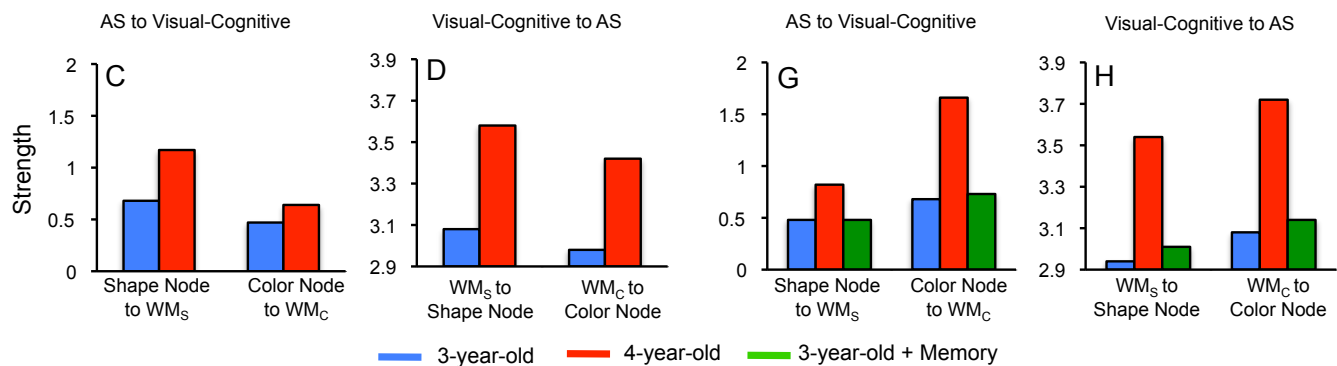 AS to Visual-Cognitive
Visual-Cognitive to AS
AS to Visual-Cognitive
Visual-Cognitive to AS
Strength
C
2
1.5
1
0.5
0
Shape Node
to WMS
Color Node
to WMC
D
3.9
3.7
3.5
3.3
3.1
2.9
WMS to
Shape Node
WMC to
Color Node
G
2
1.5
1
0.5
0
Shape Node
to WMS
Color Node
to WMC
H
3.9
3.7
3.5
3.3
3.1
2.9
WMS to
Shape Node
WMC to
Color Node
3-year-old 4-year-old 3-year-old + Memory